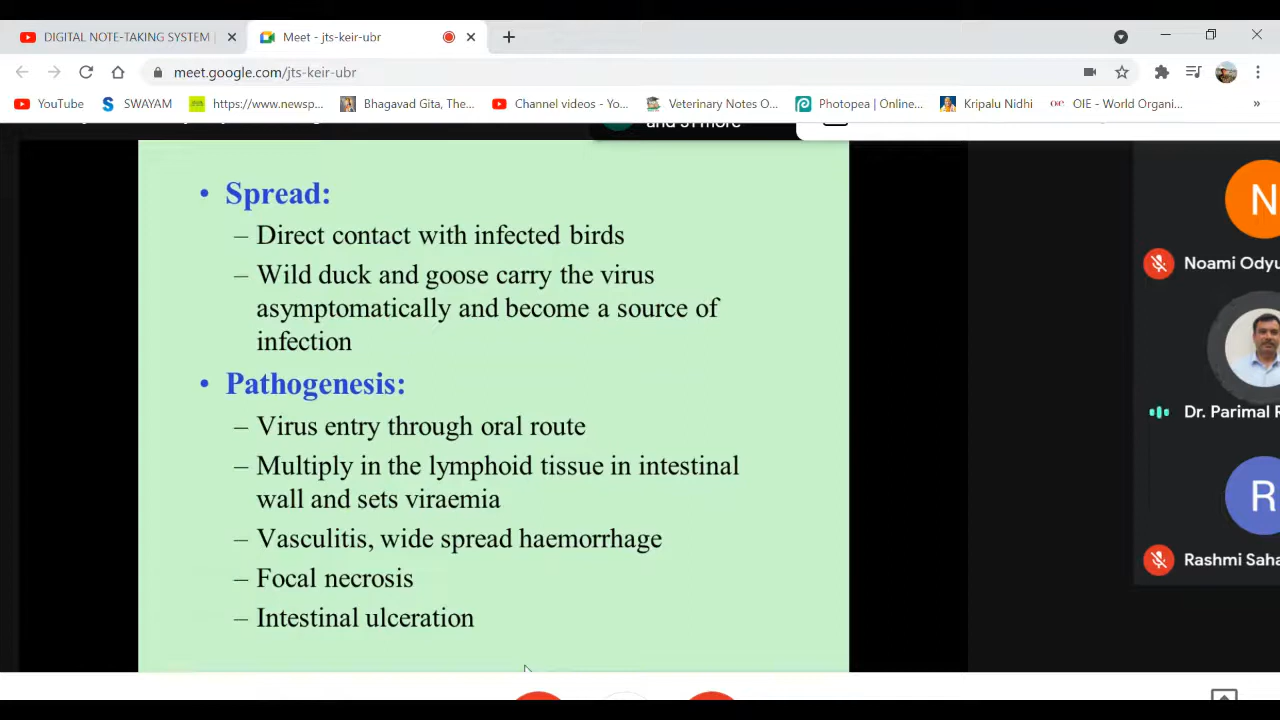 DIGITAL NOTE-TAKING SYSTEM
Meet - jts-keir-ubr
meet.google.com/jts-keir-ubr
YouTube
SWAYAM
https://www.newsp...
Bhagavad Gita, The...
Channel videos - Yo...
Veterinary Notes O...
Photopea | Online...
Kripalu Nidhi
OIE - World Organi...
»
and 51 more
• Spread:
– Direct contact with infected birds
– Wild duck and goose carry the virus
asymptomatically and become a source of
infection
• Pathogenesis:
– Virus entry through oral route
– Multiply in the lymphoid tissue in intestinal
wall and sets viraemia
– Vasculitis, wide spread haemorrhage
– Focal necrosis
– Intestinal ulceration
N
Noami Odyu
Dr. Parimal R
R
Rashmi Saha